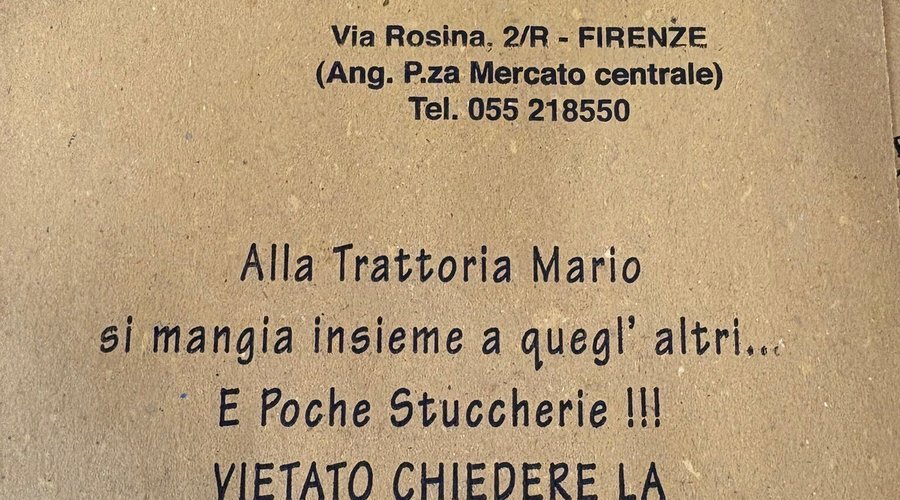 Via Rosina, 2/R - FIRENZE
(Ang. P.za Mercato centrale)
Tel. 055 218550
Alla Trattoria Mario
si mangia insieme a quegl' altri...
E Poche Stuccherie !!!
VIETATO CHIEDERE LA